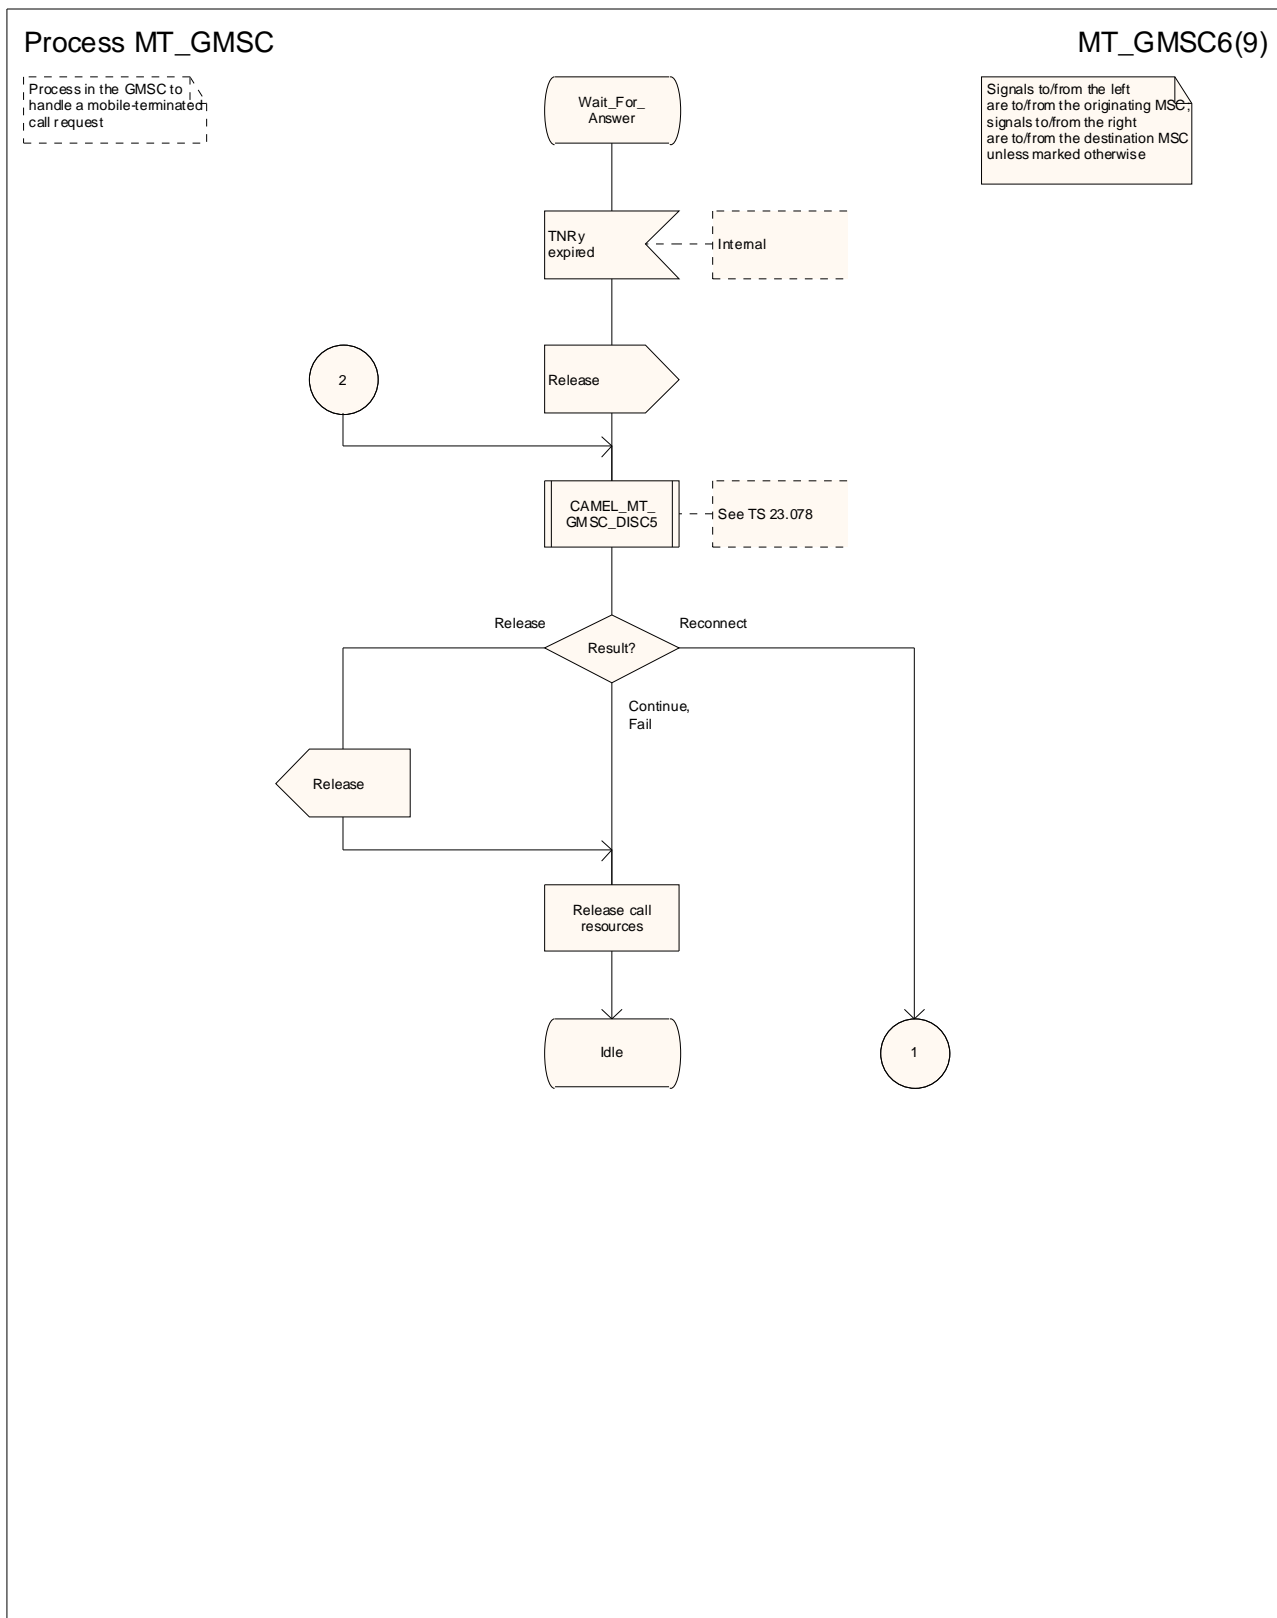 Process MT_GMSC
MT_GMSC6(9)
Process in the GMSC to
handle a mobile-terminated
call request
Signals to/from the left
are to/from the originating MSC;
signals to/from the right
are to/from the destination MSC
unless marked otherwise
Wait_For_
Answer
TNRy
expired
Internal
2
Release
CAMEL_MT_
GMSC_DISC5
See TS 23.078
Release
Reconnect
Result?
Continue,
Fail
Release
Release call
resources
Idle
1